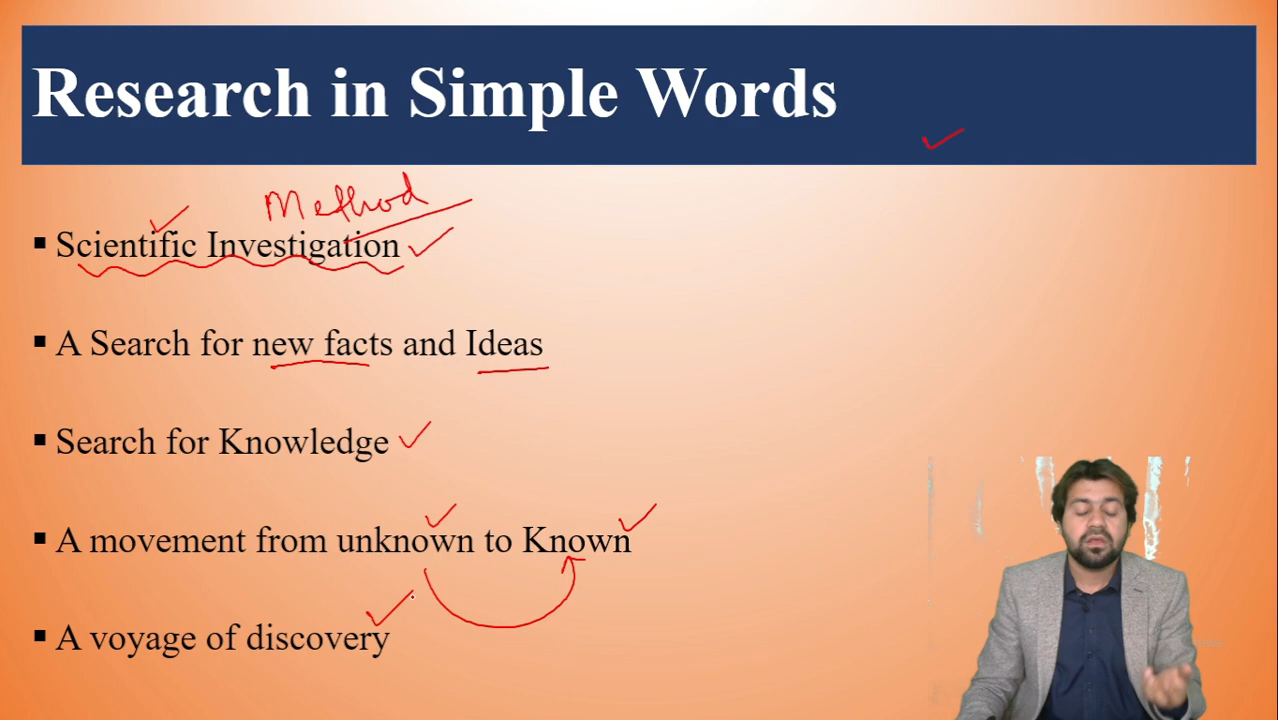 Research in Simple Words
Method
▪ Scientific Investigation
▪ A Search for new facts and Ideas
▪ Search for Knowledge
▪ A movement from unknown to Known
▪ A voyage of discovery